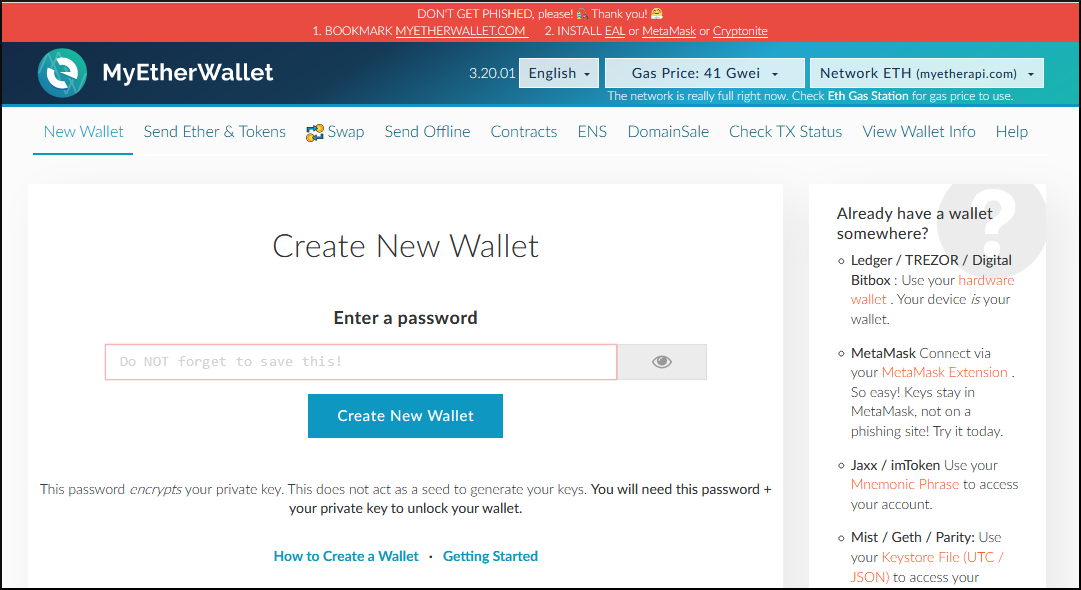 DON'T GET PHISHED, please! 🎣 Thank you! 🤗
1. BOOKMARK MYETHERWALLET.COM 2. INSTALL EAL or MetaMask or Cryptonite
MyEtherWallet
3.20.01 English Gas Price: 41 Gwei Network ETH (myetherapi.com)
The network is really full right now. Check Eth Gas Station for gas price to use.
New Wallet Send Ether & Tokens Swap Send Offline Contracts ENS DomainSale Check TX Status View Wallet Info Help
Create New Wallet
Enter a password
Do NOT forget to save this!
Create New Wallet
This password encrypts your private key. This does not act as a seed to generate your keys. You will need this password +
your private key to unlock your wallet.
How to Create a Wallet · Getting Started
?
Already have a wallet
somewhere?
Ledger / TREZOR / Digital
Bitbox : Use your hardware
wallet . Your device is your
wallet.
MetaMask Connect via
your MetaMask Extension .
So easy! Keys stay in
MetaMask, not on a
phishing site! Try it today.
Jaxx / imToken Use your
Mnemonic Phrase to access
your account.
Mist / Geth / Parity: Use
your Keystore File (UTC /
JSON) to access your